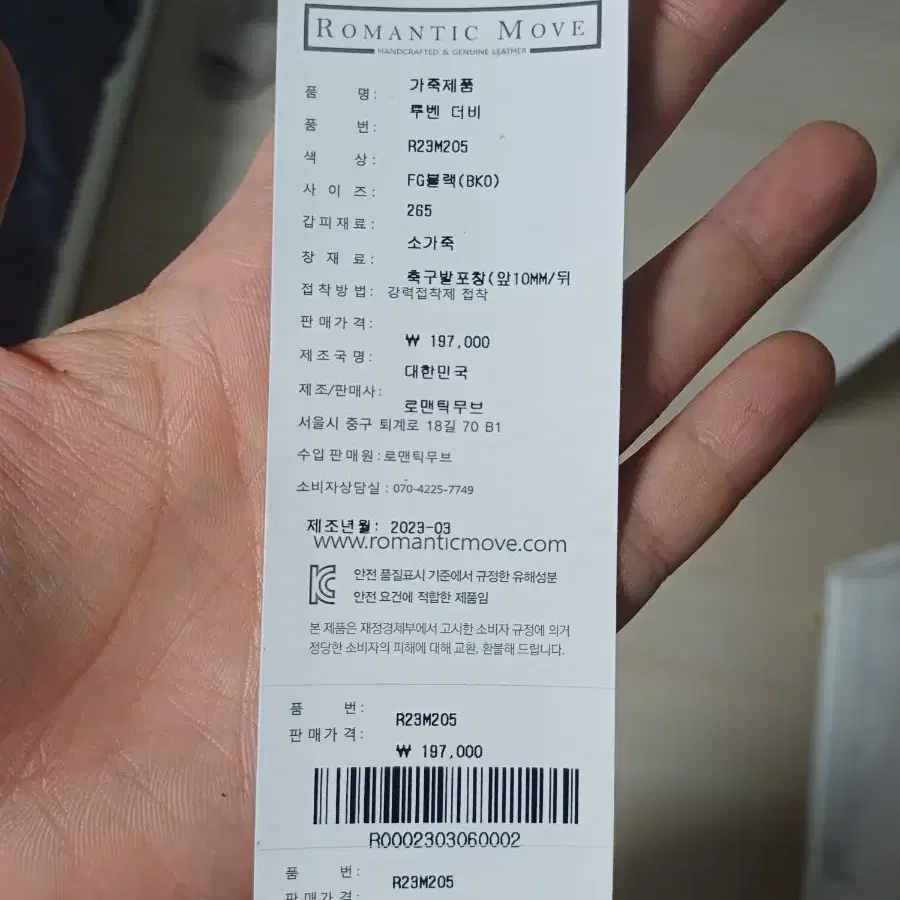 ROMANTIC MOVE
HANDCRAFTED & GENUINE LEATHER
품 명: 가죽제품
루벤 더비
품 번:
R23M205
색 상:
FG블랙(BKO)
사 이 즈:
265
갑피재료:
소가죽
창 재 료:
축구발포창(앞10MM/뒤
접착방법: 강력접착제 접착
판매가격:
₩ 197,000
제조국명:
대한민국
제조/판매사:
로맨틱무브
서울시 중구 퇴계로 18길 70 B1
수입 판매원:로맨틱무브
소비자상담실 : 070-4225-7749
제조년월: 2023-03
www.romanticmove.com
안전 품질표시 기준에서 규정한 유해성분
안전 요건에 적합한 제품임
본 제품은 재정경제부에서 고시한 소비자 규정에 의거
정당한 소비자의 피해에 대해 교환, 환불해 드립니다.
품 번:
R23M205
판매가격:
₩ 197,000
R0002303060002
품 번:
R23M205
판매가격: